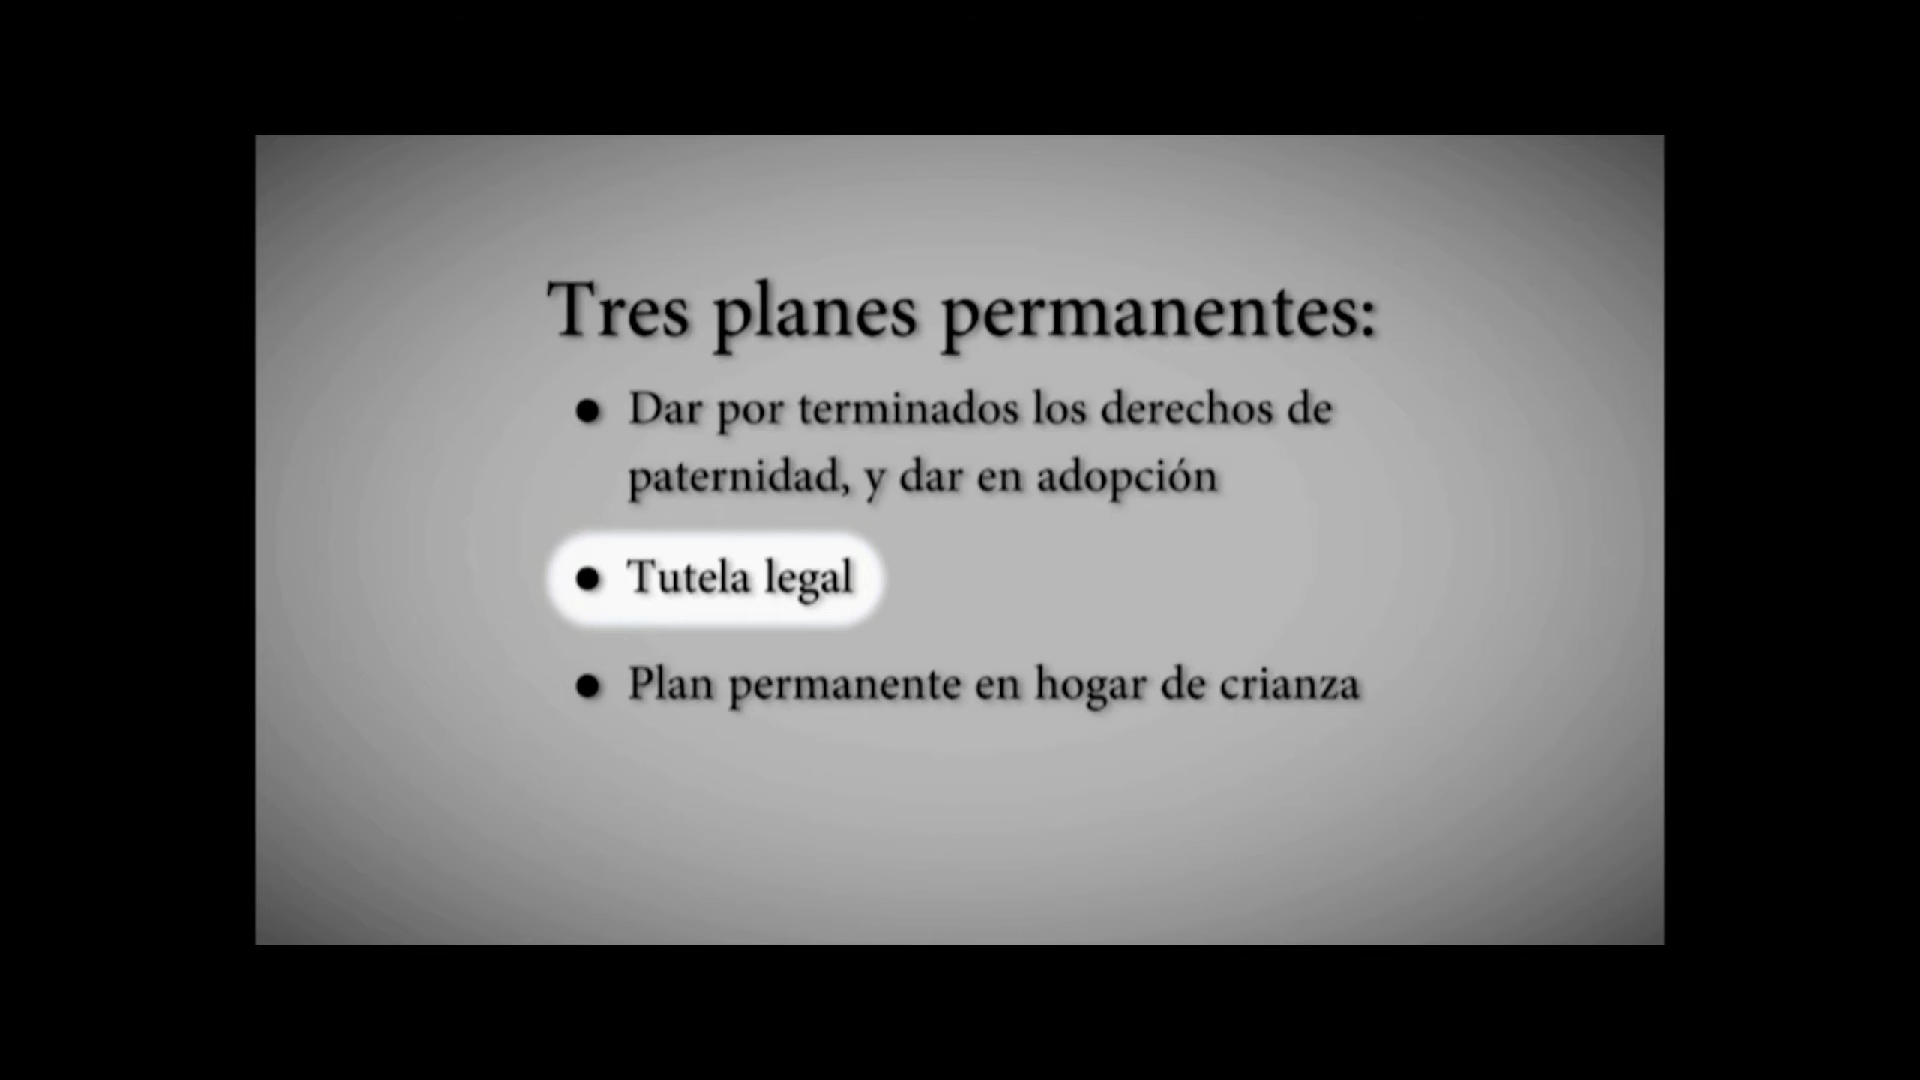 Tres planes permanentes:
● Dar por terminados los derechos de
paternidad, y dar en adopción
● Tutela legal
● Plan permanente en hogar de crianza